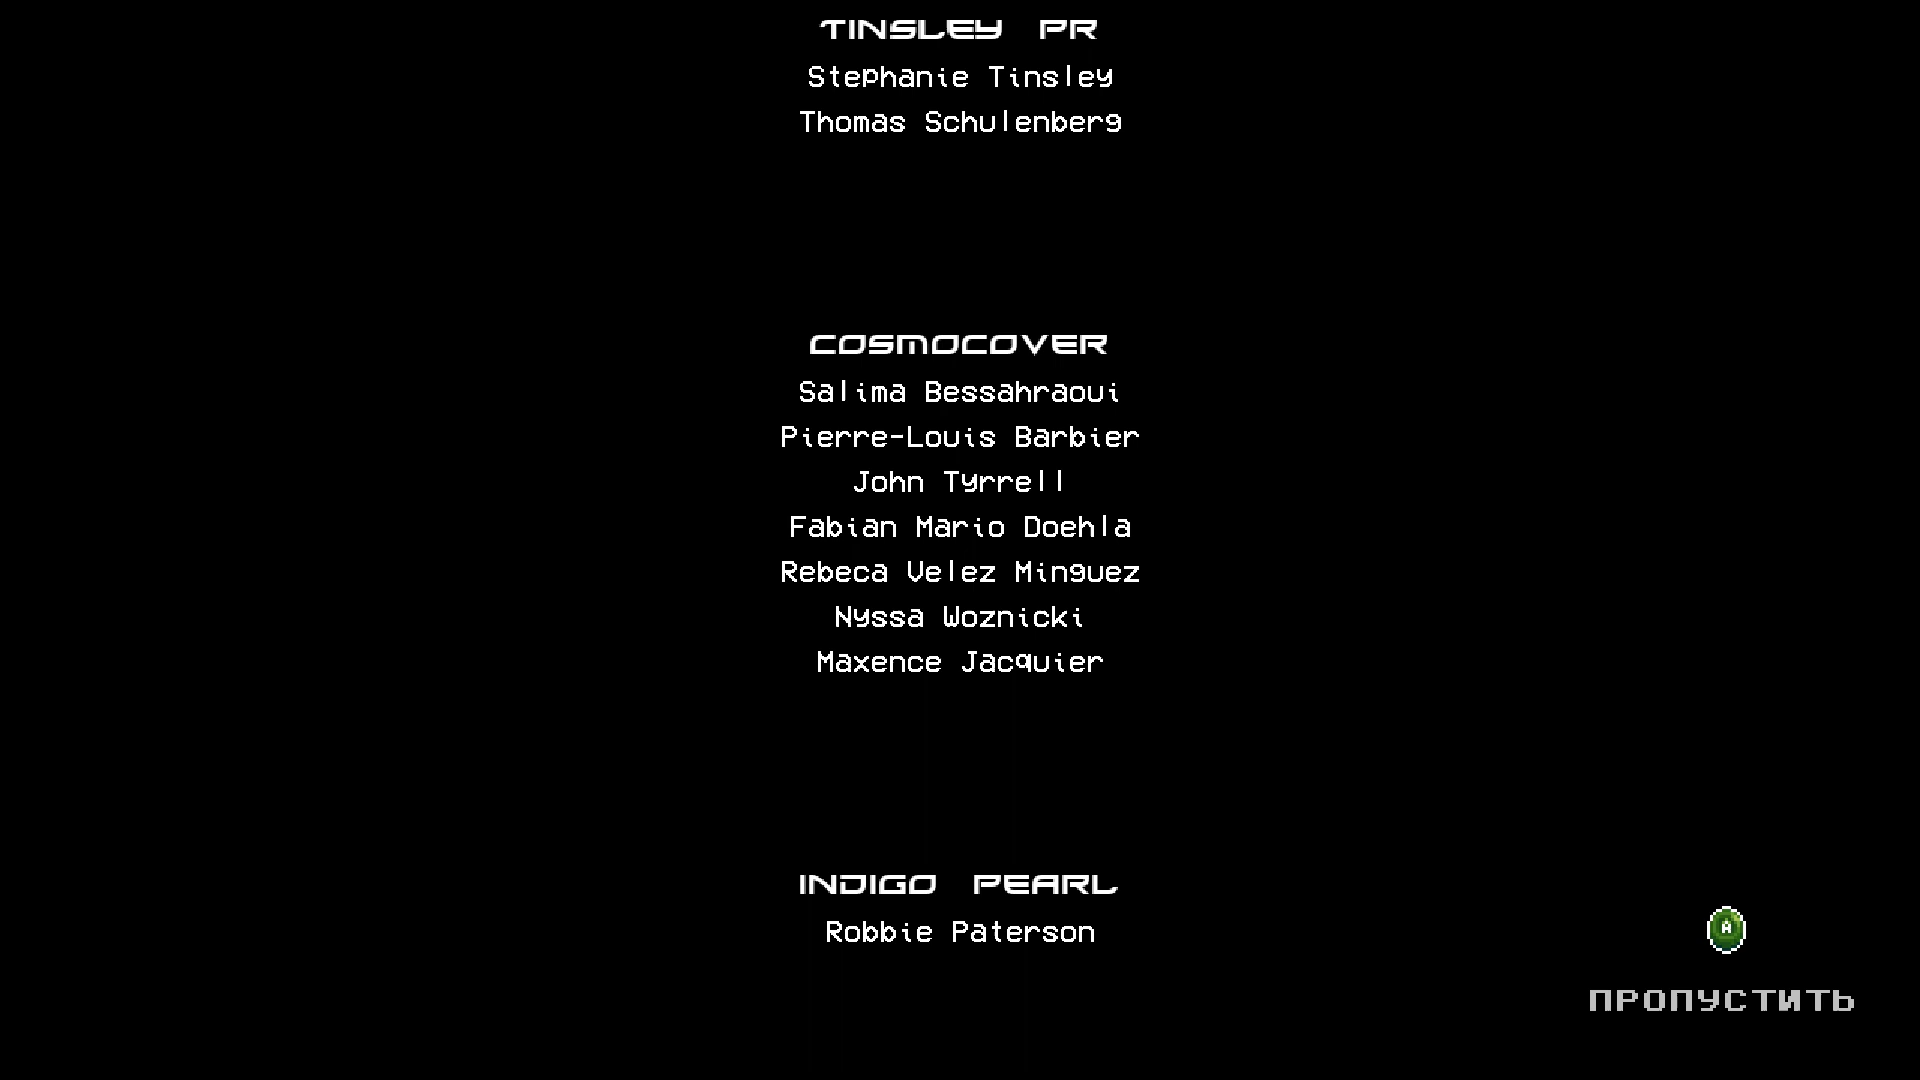 TINSLEY PR
Stephanie Tinsley
Thomas Schulenberg
COSMOCOVER
Salima Bessahraoui
Pierre-Louis Barbier
John Tyrrell
Fabian Mario Doehla
Rebeca Velez Minguez
Nyssa Woznicki
Maxence Jacquier
INDIGO PEARL
Robbie Paterson
A
ПРОПУСТИТЬ